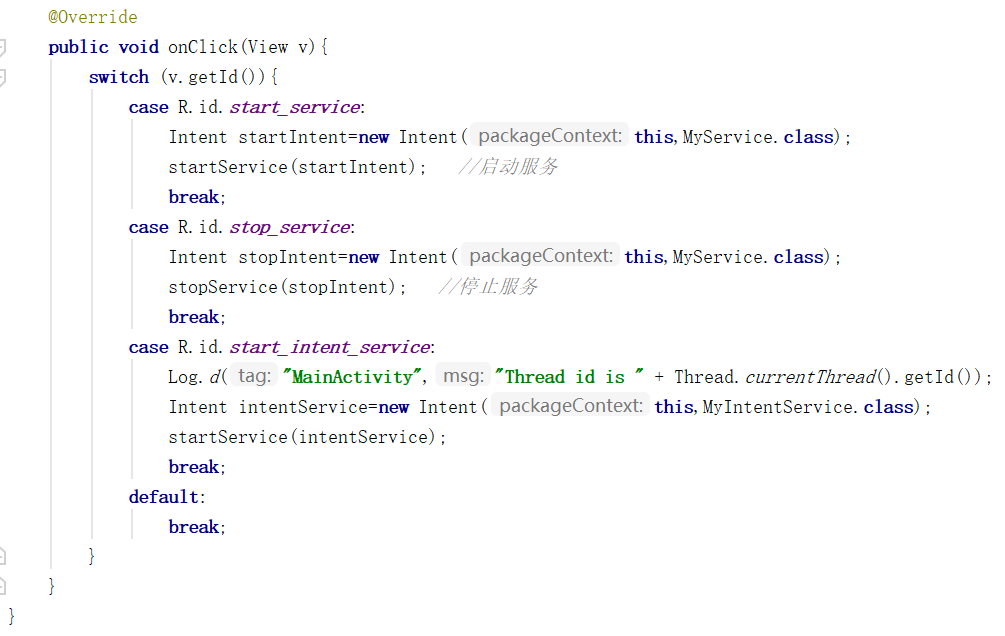 @Override
public void onClick(View v){
switch (v.getId()){
case R.id.start_service:
Intent startIntent=new Intent( packageContext: this,MyService.class);
startService(startIntent);   //启动服务
break;
case R.id.stop_service:
Intent stopIntent=new Intent( packageContext: this,MyService.class);
stopService(stopIntent);   //停止服务
break;
case R.id.start_intent_service:
Log.d( tag: "MainActivity", msg: "Thread id is " + Thread.currentThread().getId());
Intent intentService=new Intent( packageContext: this,MyIntentService.class);
startService(intentService);
break;
default:
break;
}
}
}